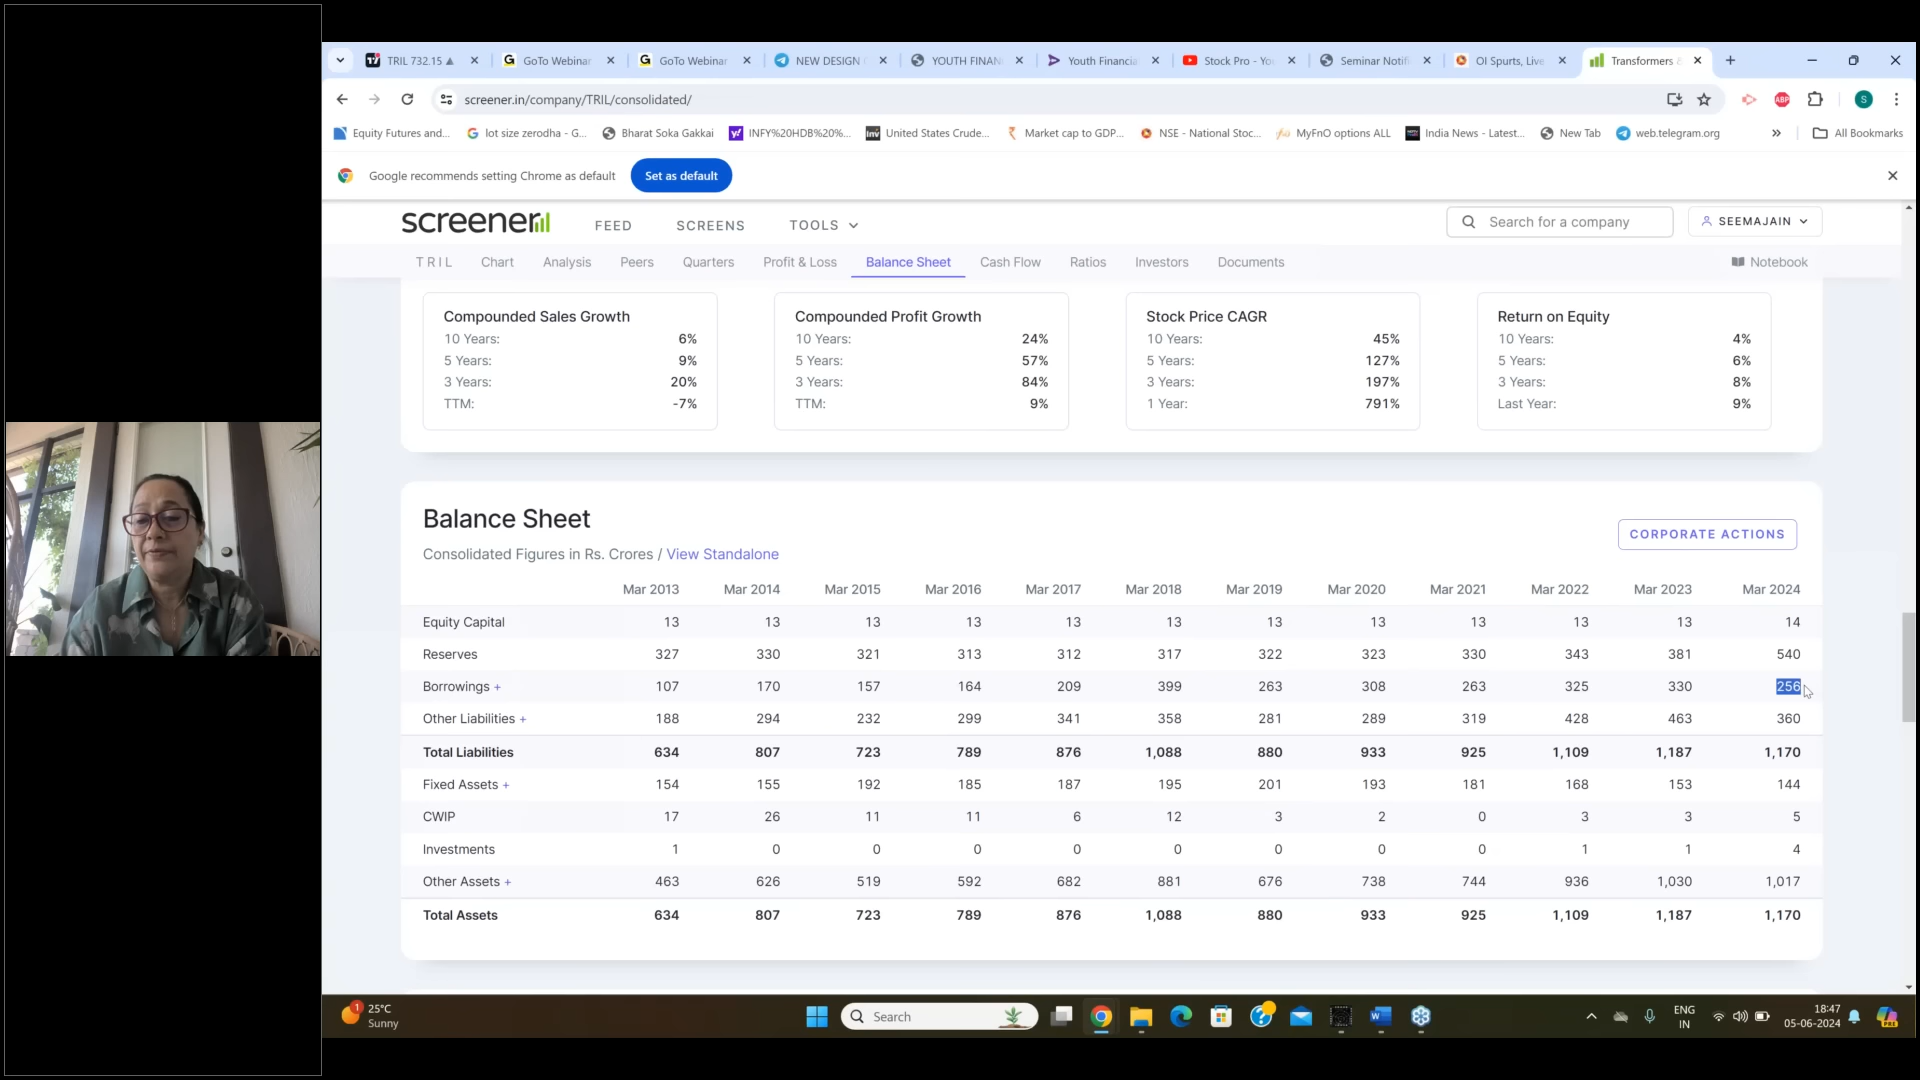 TRIL 732.15 ▲
GoTo Webinar
GoTo Webinar
NEW DESIGN
YOUTH FINAN
Youth Financia
Stock Pro - Yo
Seminar Notifi
OI Spurts, Live
Transformers
screener.in/company/TRIL/consolidated/
ABP
S
Equity Futures and...
lot size zerodha - G...
Bharat Soka Gakkai
INFY%20HDB%20%...
United States Crude...
Market cap to GDP...
NSE - National Stoc...
MyFnO options ALL
India News - Latest...
New Tab
web.telegram.org
»
All Bookmarks
Google recommends setting Chrome as default
Set as default
screener
FEED
SCREENS
TOOLS
Search for a company
SEEMAJAIN
T R I L
Chart
Analysis
Peers
Quarters
Profit & Loss
Balance Sheet
Cash Flow
Ratios
Investors
Documents
Notebook
Compounded Sales Growth
10 Years: 6%
5 Years: 9%
3 Years: 20%
TTM: -7%
Compounded Profit Growth
10 Years: 24%
5 Years: 57%
3 Years: 84%
TTM: 9%
Stock Price CAGR
10 Years: 45%
5 Years: 127%
3 Years: 197%
1 Year: 791%
Return on Equity
10 Years: 4%
5 Years: 6%
3 Years: 8%
Last Year: 9%
Balance Sheet
CORPORATE ACTIONS
Consolidated Figures in Rs. Crores / View Standalone
Mar 2013 Mar 2014 Mar 2015 Mar 2016 Mar 2017 Mar 2018 Mar 2019 Mar 2020 Mar 2021 Mar 2022 Mar 2023 Mar 2024
Equity Capital 13 13 13 13 13 13 13 13 13 13 13 14
Reserves 327 330 321 313 312 317 322 323 330 343 381 540
Borrowings + 107 170 157 164 209 399 263 308 263 325 330 256
Other Liabilities + 188 294 232 299 341 358 281 289 319 428 463 360
Total Liabilities 634 807 723 789 876 1,088 880 933 925 1,109 1,187 1,170
Fixed Assets + 154 155 192 185 187 195 201 193 181 168 153 144
CWIP 17 26 11 11 6 12 3 2 0 3 3 5
Investments 1 0 0 0 0 0 0 0 0 1 1 4
Other Assets + 463 626 519 592 682 881 676 738 744 936 1,030 1,017
Total Assets 634 807 723 789 876 1,088 880 933 925 1,109 1,187 1,170
1
25°C
Sunny
Search
ENG
IN
18:47
05-06-2024